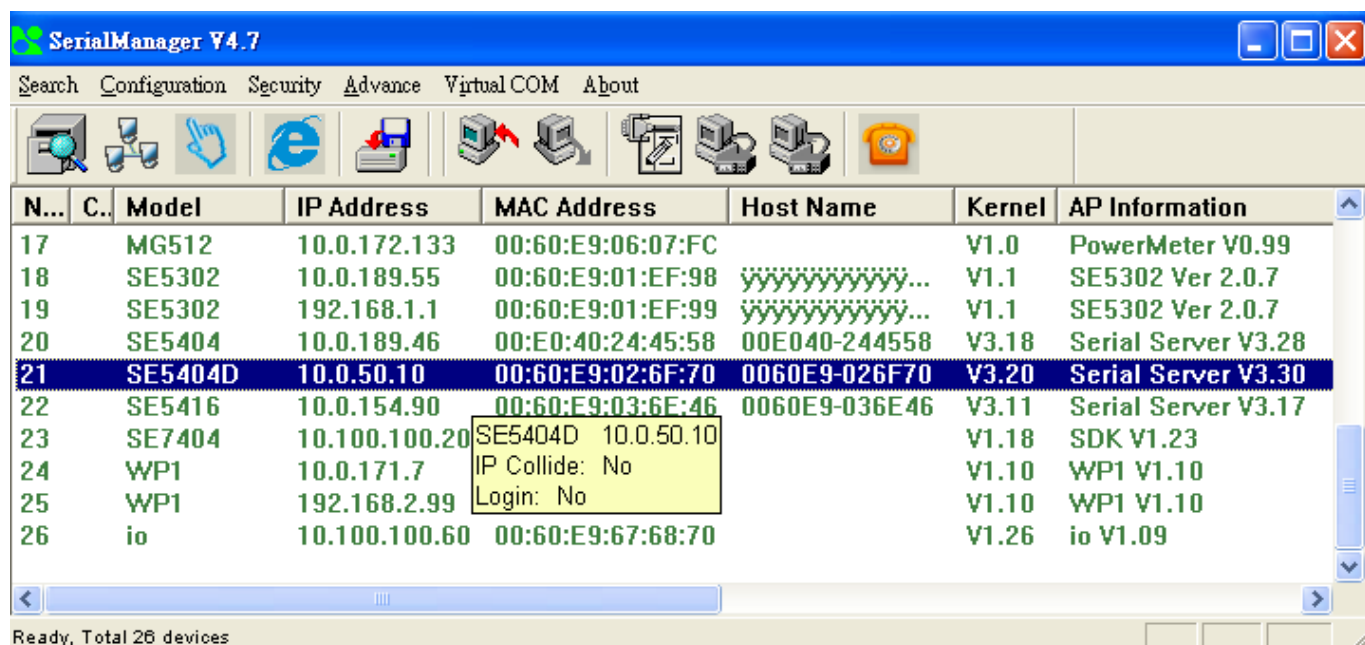 SerialManager V4.7
Search Configuration Security Advance Virtual COM About
N... C.. Model IP Address MAC Address Host Name Kernel AP Information
17 MG512 10.0.172.133 00:60:E9:06:07:FC V1.0 PowerMeter V0.99
18 SE5302 10.0.189.55 00:60:E9:01:EF:98 ÿÿÿÿÿÿÿÿÿÿÿÿ... V1.1 SE5302 Ver 2.0.7
19 SE5302 192.168.1.1 00:60:E9:01:EF:99 ÿÿÿÿÿÿÿÿÿÿÿÿ... V1.1 SE5302 Ver 2.0.7
20 SE5404 10.0.189.46 00:E0:40:24:45:58 00E040-244558 V3.18 Serial Server V3.28
21 SE5404D 10.0.50.10 00:60:E9:02:6F:70 0060E9-026F70 V3.20 Serial Server V3.30
22 SE5416 10.0.154.90 00:60:E9:03:6E:46 0060E9-036E46 V3.11 Serial Server V3.17
23 SE7404 10.100.100.20 V1.18 SDK V1.23
24 WP1 10.0.171.7 V1.10 WP1 V1.10
25 WP1 192.168.2.99 V1.10 WP1 V1.10
26 io 10.100.100.60 00:60:E9:67:68:70 V1.26 io V1.09
SE5404D 10.0.50.10
IP Collide: No
Login: No
Ready, Total 26 devices